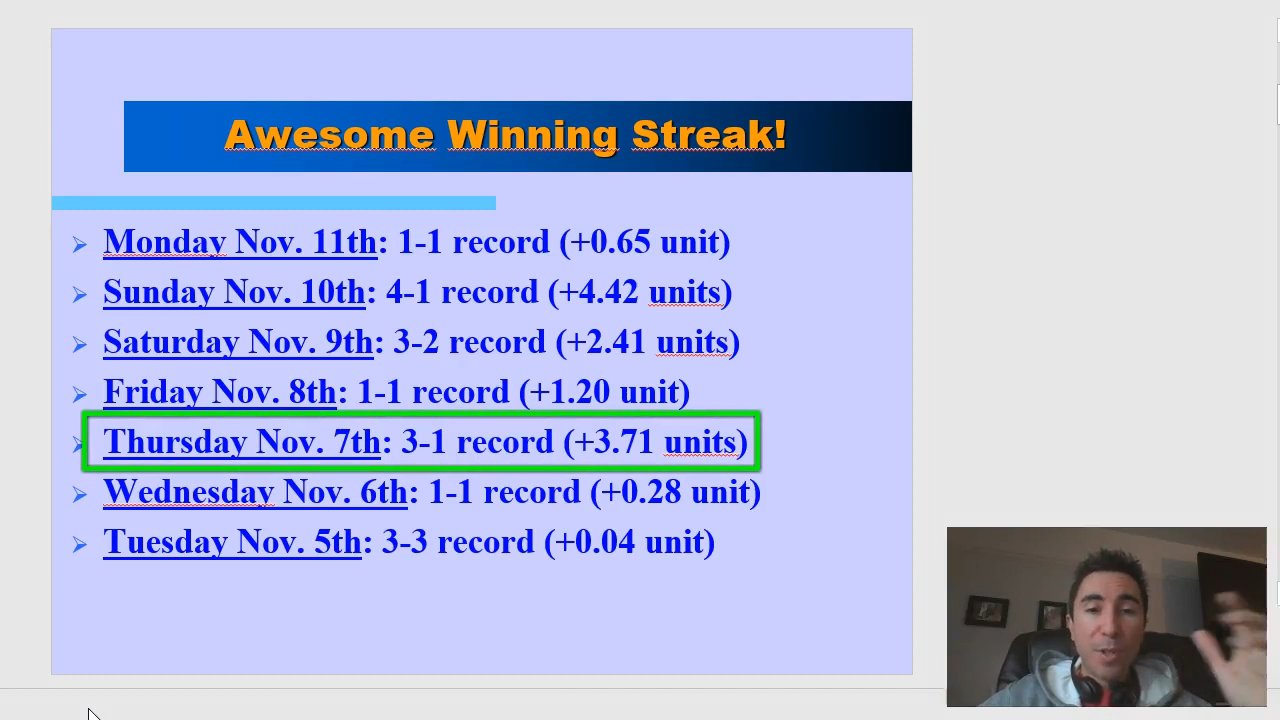 Awesome Winning Streak!
Monday Nov. 11th: 1-1 record (+0.65 unit)
Sunday Nov. 10th: 4-1 record (+4.42 units)
Saturday Nov. 9th: 3-2 record (+2.41 units)
Friday Nov. 8th: 1-1 record (+1.20 unit)
Thursday Nov. 7th: 3-1 record (+3.71 units)
Wednesday Nov. 6th: 1-1 record (+0.28 unit)
Tuesday Nov. 5th: 3-3 record (+0.04 unit)